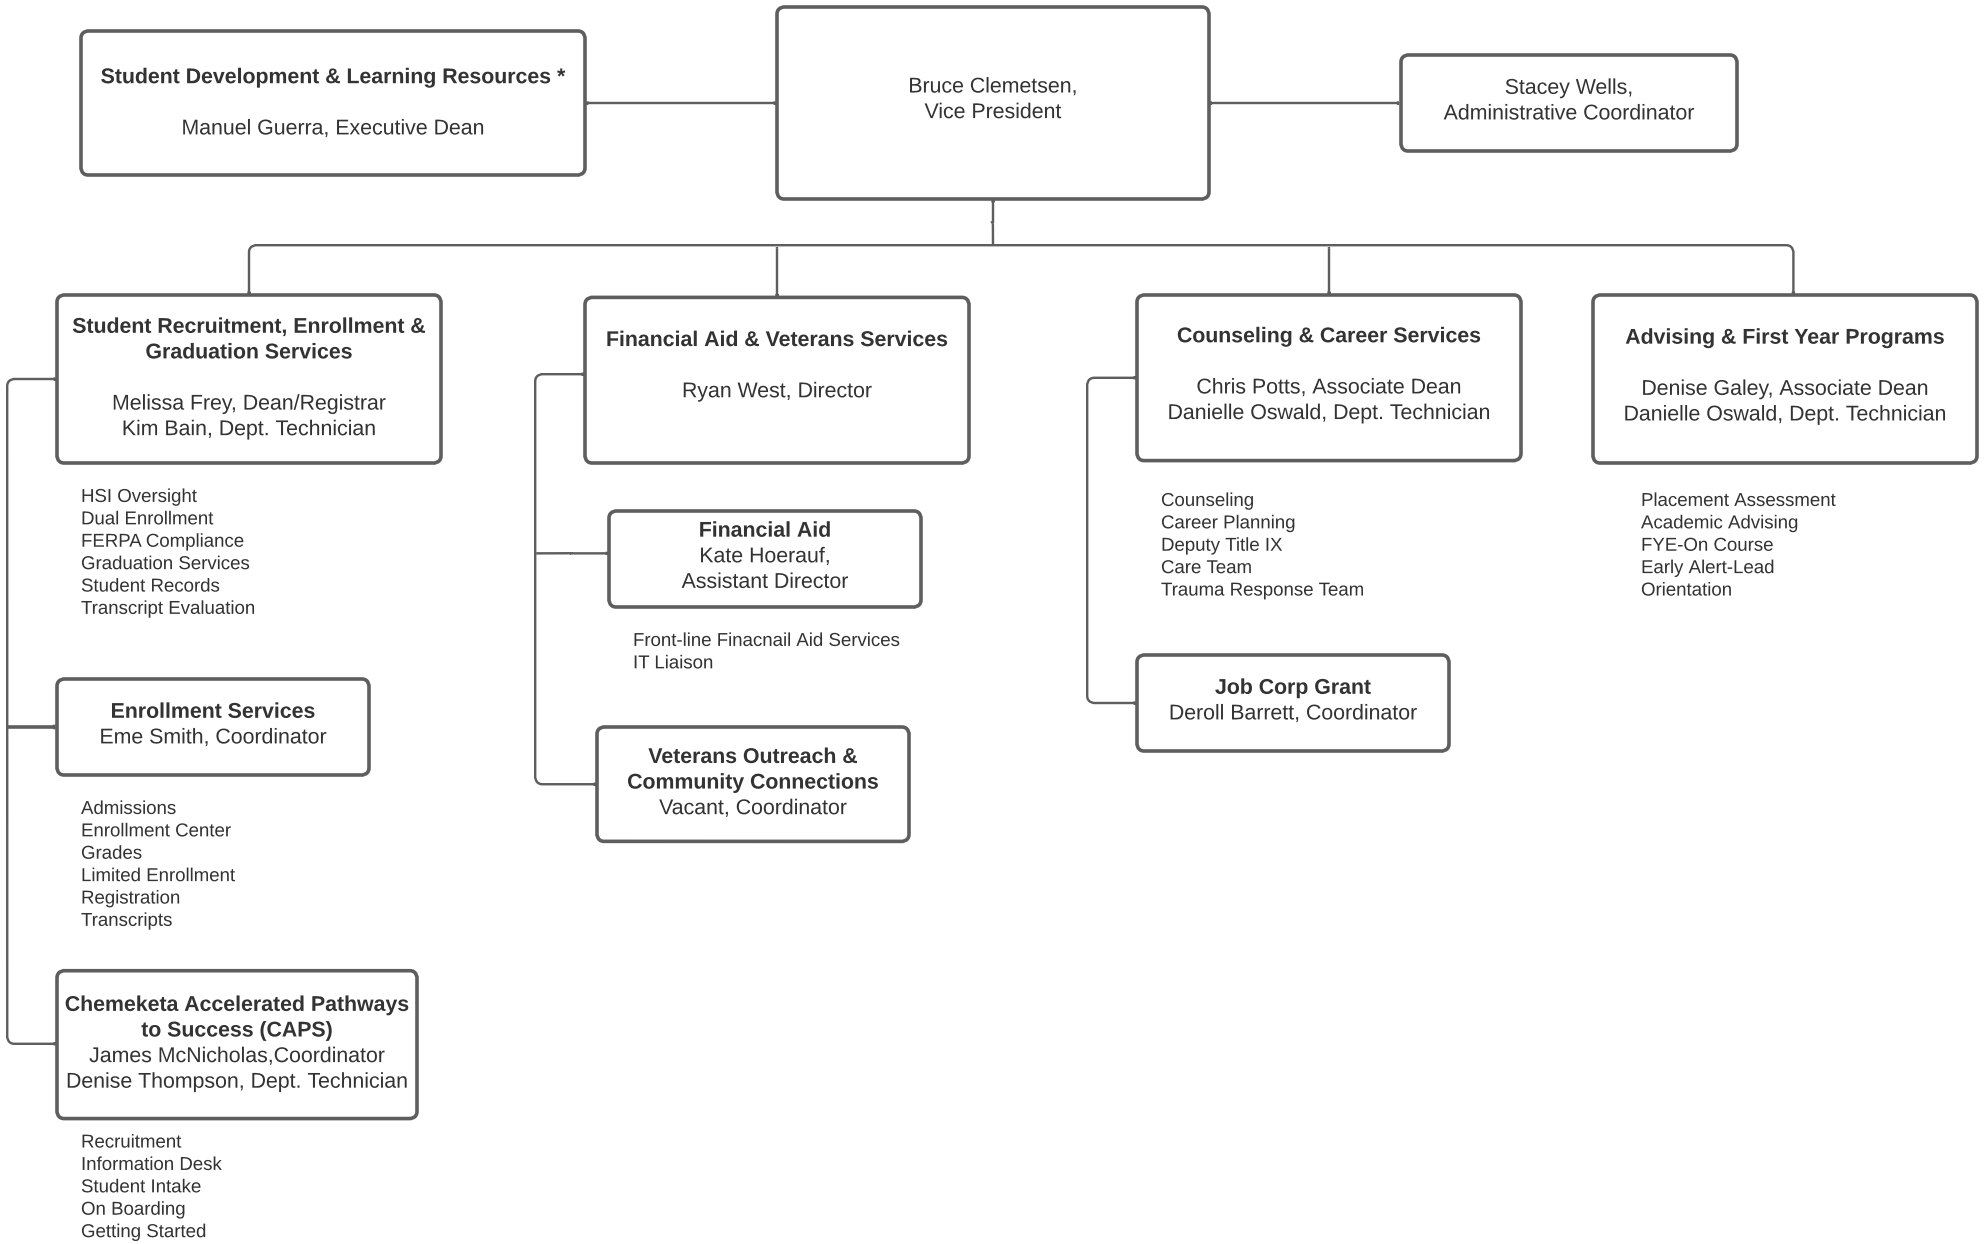 Student Development & Learning Resources *
Manuel Guerra, Executive Dean
Bruce Clemetsen,
Vice President
Stacey Wells,
Administrative Coordinator
Student Recruitment, Enrollment &
Graduation Services
Melissa Frey, Dean/Registrar
Kim Bain, Dept. Technician
HSI Oversight
Dual Enrollment
FERPA Compliance
Graduation Services
Student Records
Transcript Evaluation
Enrollment Services
Eme Smith, Coordinator
Admissions
Enrollment Center
Grades
Limited Enrollment
Registration
Transcripts
Chemeketa Accelerated Pathways
to Success (CAPS)
James McNicholas,Coordinator
Denise Thompson, Dept. Technician
Recruitment
Information Desk
Student Intake
On Boarding
Getting Started
Financial Aid & Veterans Services
Ryan West, Director
Financial Aid
Kate Hoerauf,
Assistant Director
Front-line Finacnail Aid Services
IT Liaison
Veterans Outreach &
Community Connections
Vacant, Coordinator
Counseling & Career Services
Chris Potts, Associate Dean
Danielle Oswald, Dept. Technician
Counseling
Career Planning
Deputy Title IX
Care Team
Trauma Response Team
Job Corp Grant
Deroll Barrett, Coordinator
Advising & First Year Programs
Denise Galey, Associate Dean
Danielle Oswald, Dept. Technician
Placement Assessment
Academic Advising
FYE-On Course
Early Alert-Lead
Orientation